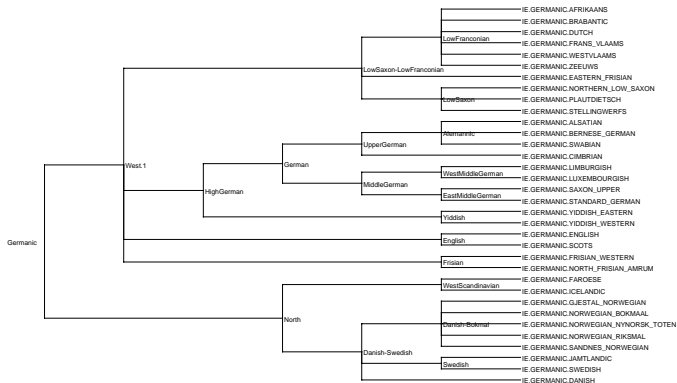 IE.GERMANIC.AFRIKAANS
IE.GERMANIC.BRABANTIC
IE.GERMANIC.DUTCH
LowFranconian
IE.GERMANIC.FRANS_VLAAMS
IE.GERMANIC.WESTVLAAMS
IE.GERMANIC.ZEEUWS
LowSaxon-LowFranconian
IE.GERMANIC.EASTERN_FRISIAN
IE.GERMANIC.NORTHERN_LOW_SAXON
LowSaxon
IE.GERMANIC.PLAUTDIETSCH
IE.GERMANIC.STELLINGWERFS
IE.GERMANIC.ALSATIAN
Alemannic
IE.GERMANIC.BERNESE_GERMAN
UpperGerman
IE.GERMANIC.SWABIAN
IE.GERMANIC.CIMBRIAN
West.1
German
IE.GERMANIC.LIMBURGISH
WestMiddleGerman
IE.GERMANIC.LUXEMBOURGISH
MiddleGerman
HighGerman
IE.GERMANIC.SAXON_UPPER
EastMiddleGerman
IE.GERMANIC.STANDARD_GERMAN
IE.GERMANIC.YIDDISH_EASTERN
Yiddish
IE.GERMANIC.YIDDISH_WESTERN
IE.GERMANIC.ENGLISH
English
Germanic
IE.GERMANIC.SCOTS
IE.GERMANIC.FRISIAN_WESTERN
Frisian
IE.GERMANIC.NORTH_FRISIAN_AMRUM
IE.GERMANIC.FAROESE
WestScandinavian
IE.GERMANIC.ICELANDIC
IE.GERMANIC.GJESTAL_NORWEGIAN
IE.GERMANIC.NORWEGIAN_BOKMAAL
North
Danish-Bokmal
IE.GERMANIC.NORWEGIAN_NYNORSK_TOTEN
IE.GERMANIC.NORWEGIAN_RIKSMAL
IE.GERMANIC.SANDNES_NORWEGIAN
Danish-Swedish
IE.GERMANIC.JAMTLANDIC
Swedish
IE.GERMANIC.SWEDISH
IE.GERMANIC.DANISH